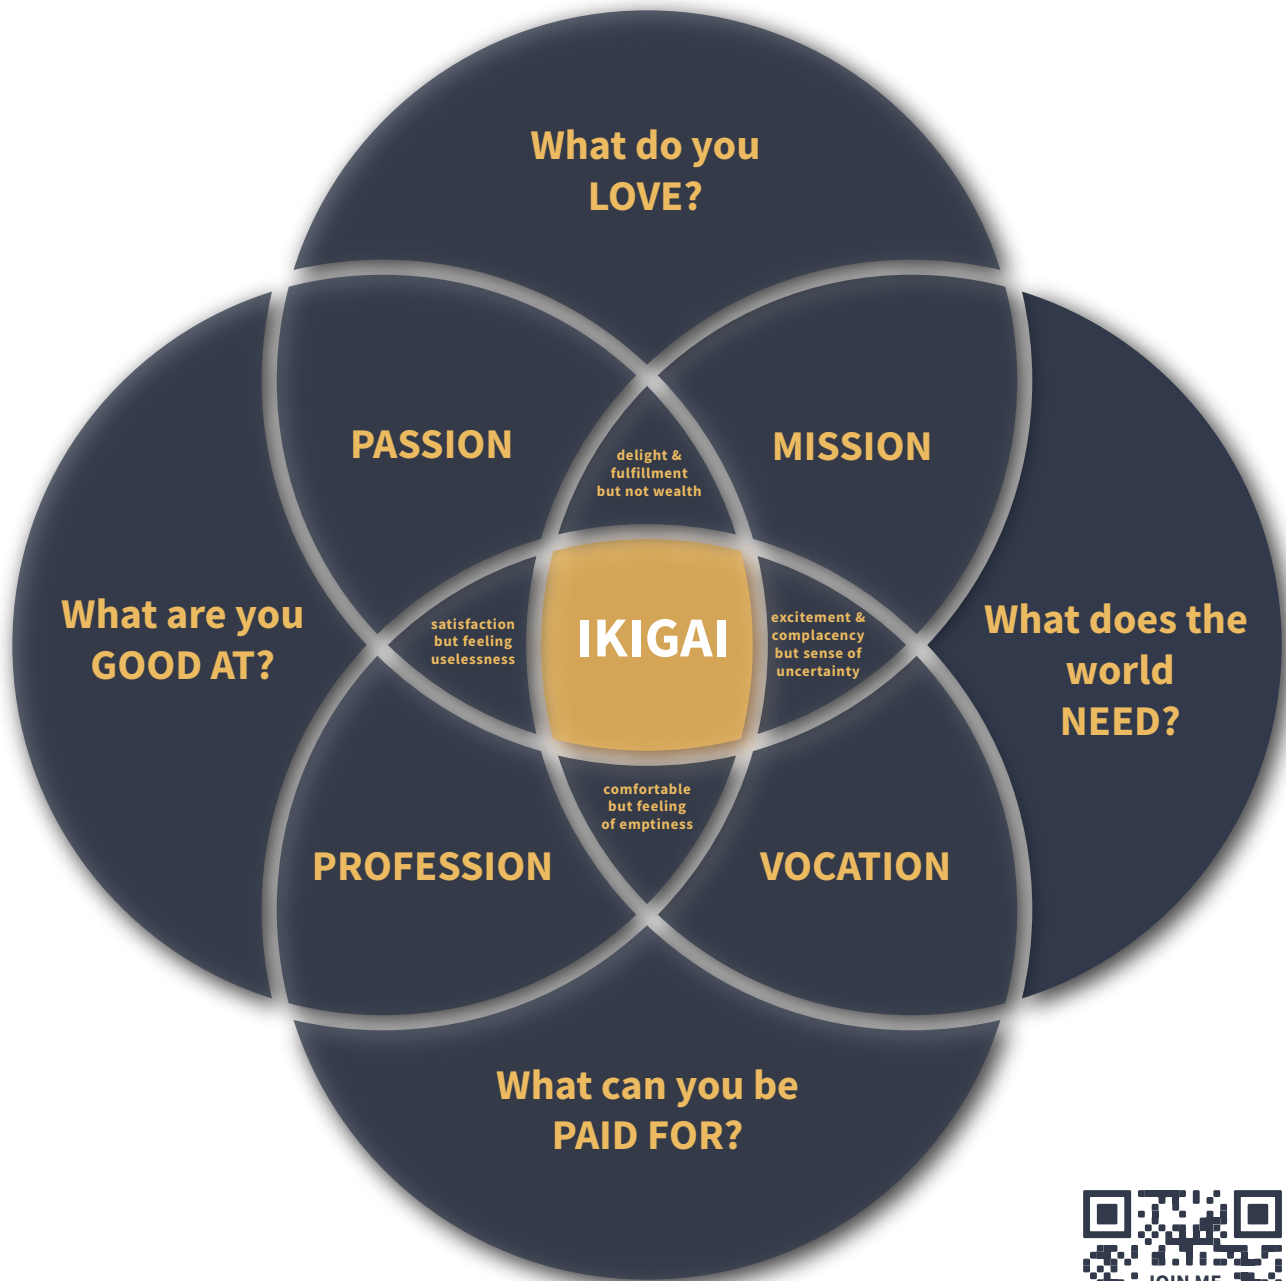 What do you
LOVE?
PASSION
MISSION
delight &
fulfillment
but not wealth
What are you
GOOD AT?
satisfaction
but feeling
uselessness
IKIGAI
excitement &
complacency
but sense of
uncertainty
What does the
world
NEED?
comfortable
but feeling
of emptiness
PROFESSION
VOCATION
What can you be
PAID FOR?
JOIN ME